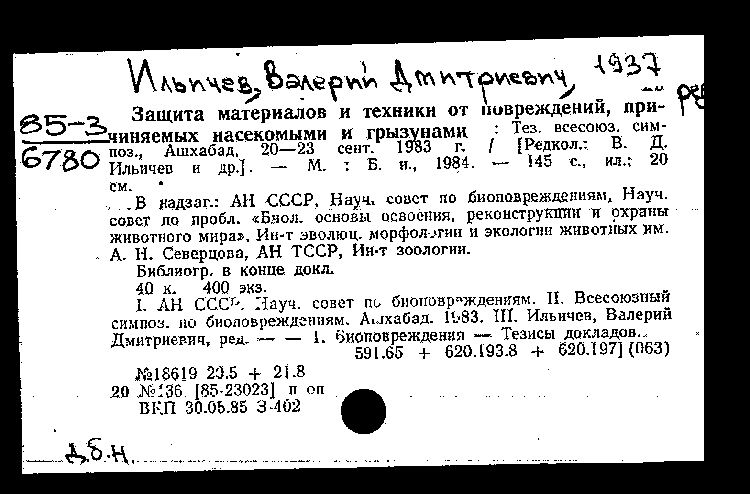 Ильичев, Валерий Дмитриевич, 1937
ред
85-3
6780
Защита материалов и техники от повреждений, при-
чиняемых насекомыми и грызунами : Тез. всесоюз. сим-
поз., Ашхабад, 20—23 сент. 1983 г. / [Редкол.: В. Д.
Ильичев и др.]. — М. : Б. и., 1984. — 145 с., ил.; 20
см.
В надзаг.: АН СССР, Науч. совет по биоповреждениям, Науч.
совет по пробл. «Биол. основы освоения, реконструкции и охраны
животного мира», Ин-т эволюц. морфологии и экологии животных им.
А. Н. Северцова, АН ТССР, Ин-т зоологии.
Библиогр. в конце докл.
40 к. 400 экз.
I. АН СССР. Науч. совет по биоповреждениям. II. Всесоюзный
симпоз. по биоповреждениям. Ашхабад. 1983. III. Ильичев, Валерий
Дмитриевич, ред. — — 1. Биоповреждения — Тезисы докладов.
591.65 + 620.193.8 + 620.197] (063)
№18619 20.5 + 21.8
20 №136 [85-23023] п оп
ВКП 30.05.85 Э-402
д.б.н.